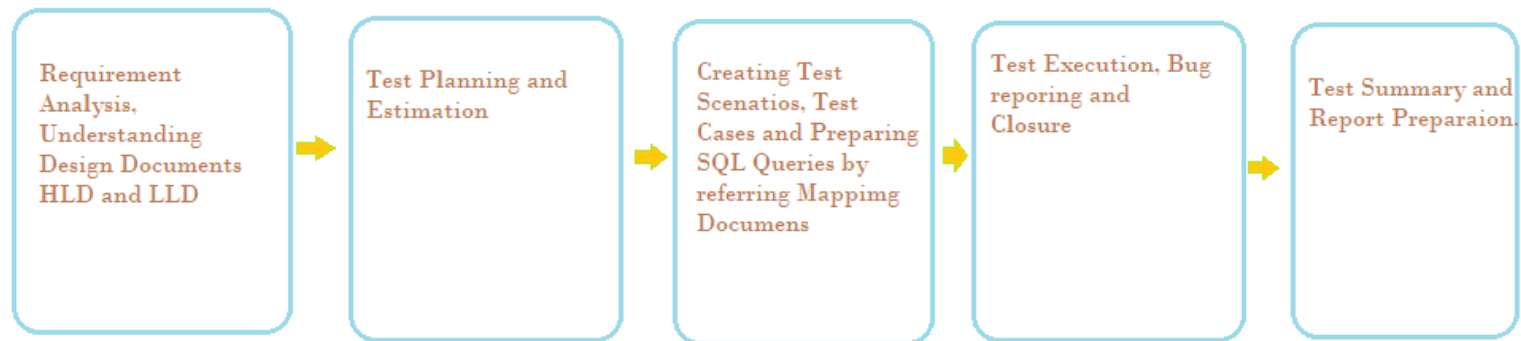 Requirement
Analysis,
Understanding
Design Documents
HLD and LLD
Test Planning and
Estimation
Creating Test
Scenatios, Test
Cases and Preparing
SQL Queries by
referring Mappimg
Documens
Test Execution, Bug
reporing and
Closure
Test Summary and
Report Preparaion.